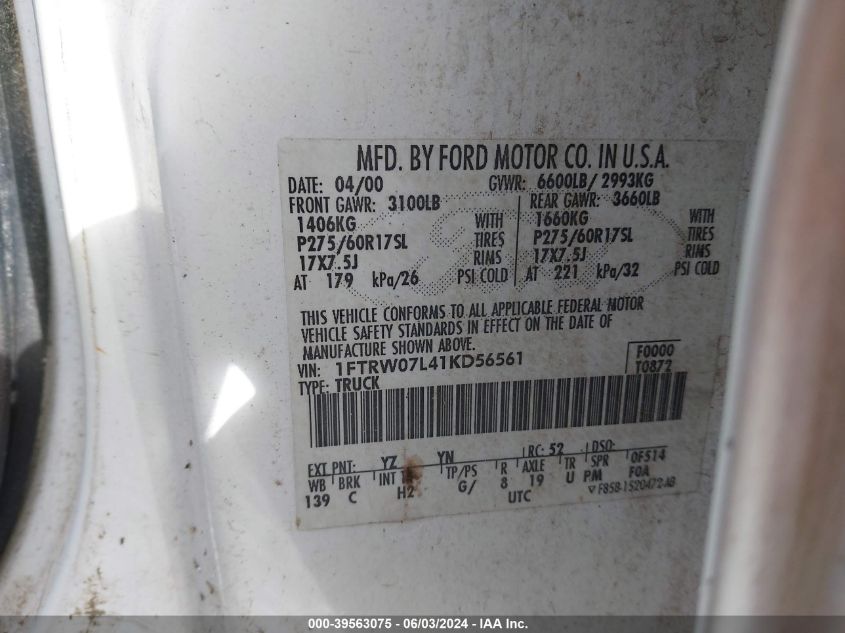 MFD. BY FORD MOTOR CO. IN U.S.A.
DATE: 04/00 GVWR: 6600LB/ 2993KG
FRONT GAWR: 3100LB REAR GAWR: 3660LB
1406KG WITH 1660KG WITH
P275/60R17SL TIRES P275/60R17SL TIRES
17X7.5J RIMS 17X7.5J RIMS
AT 179 kPa/26 PSI COLD AT 221 kPa/32 PSI COLD
THIS VEHICLE CONFORMS TO ALL APPLICABLE FEDERAL MOTOR
VEHICLE SAFETY STANDARDS IN EFFECT ON THE DATE OF
MANUFACTURE SHOWN ABOVE.
VIN: 1FTRW07L41KD56561 F0000
TYPE: TRUCK T0872
EXT PNT: YZ YN RC: 52 DSO:
WB BRK INT TP/PS R AXLE TR SPR 0F514
139 C H2 G/ 8 19 U PM F0A
UTC F85B-1520472-AB
000-39563075 - 06/03/2024 - IAA Inc.